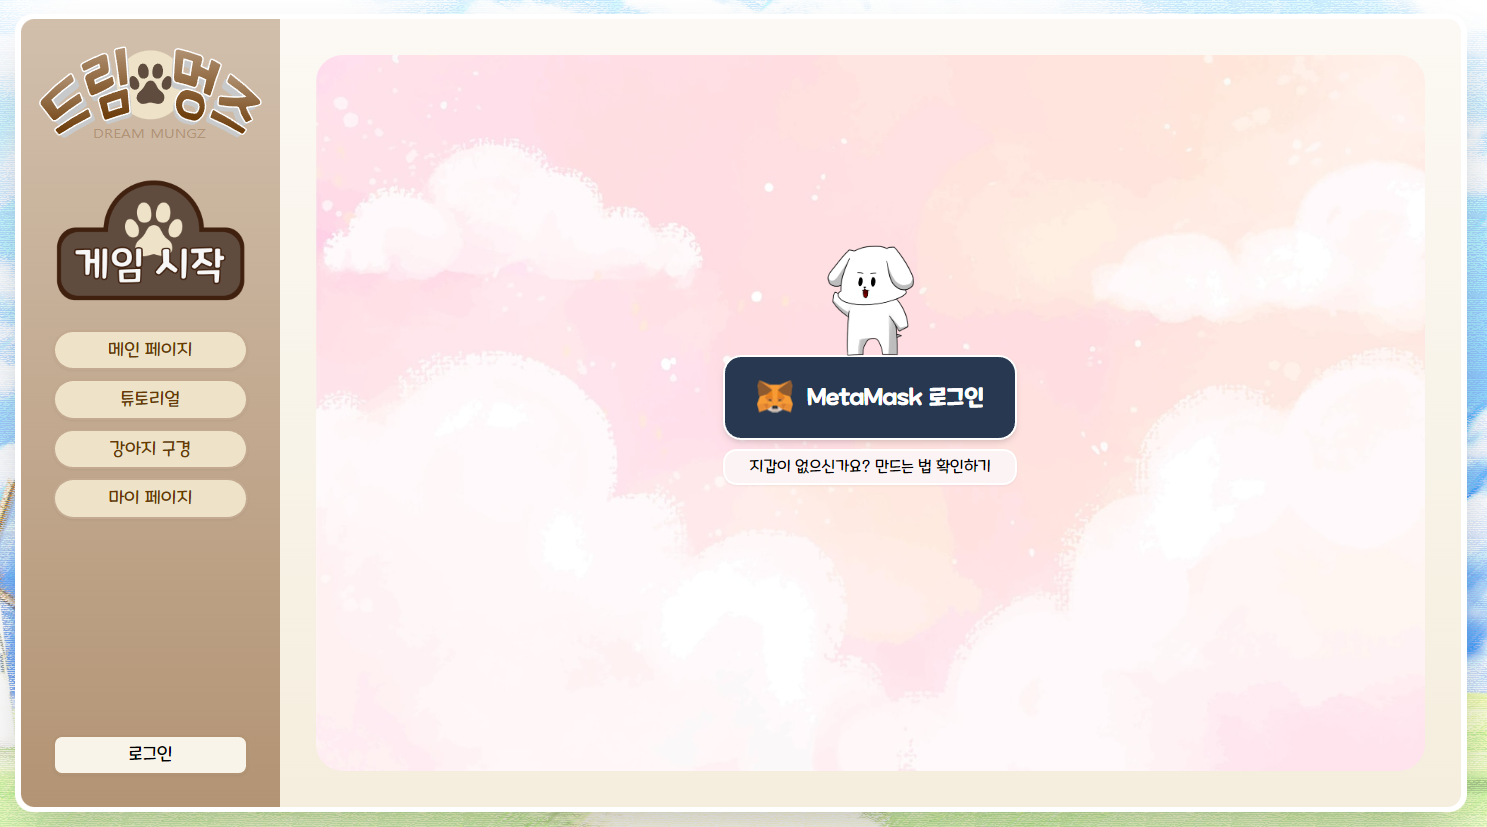 드림멍즈
DREAM MUNGZ
게임 시작
메인 페이지
튜토리얼
강아지 구경
마이 페이지
로그인
MetaMask 로그인
지갑이 없으신가요? 만드는 법 확인하기